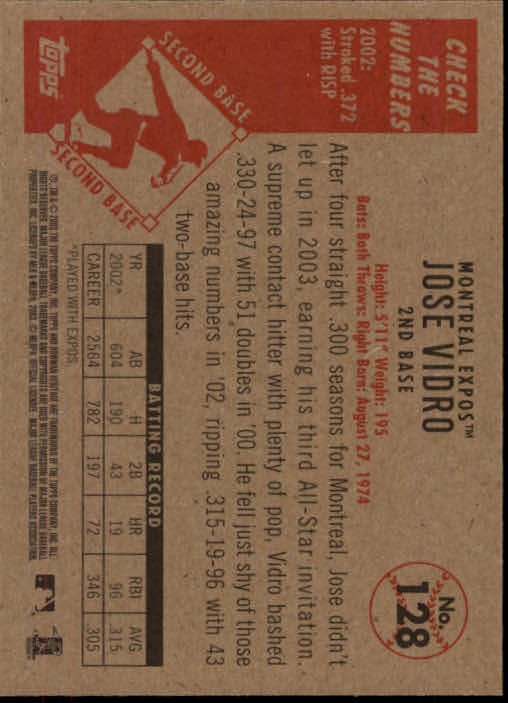 No.
128
MONTREAL EXPOS™
JOSE VIDRO
2ND BASE
Height: 5'11" Weight: 195
Bats: Both Throws: Right Born: August 27, 1974
After four straight .300 seasons for Montreal, Jose didn't
let up in 2003, earning his third All-Star invitation.
A supreme contact hitter with plenty of pop, Vidro bashed
.330-24-97 with 51 doubles in '00. He fell just shy of those
amazing numbers in '02, ripping .315-19-96 with 43
two-base hits.
CHECK
THE
NUMBERS
2002:
Stroked .372
with RISP
SECOND BASE
SECOND BASE
topps
BATTING RECORD
YR AB H 2B HR RBI AVG
2002* 604 190 43 19 96 .315
CAREER 2564 782 197 72 346 .305
*PLAYED WITH EXPOS.